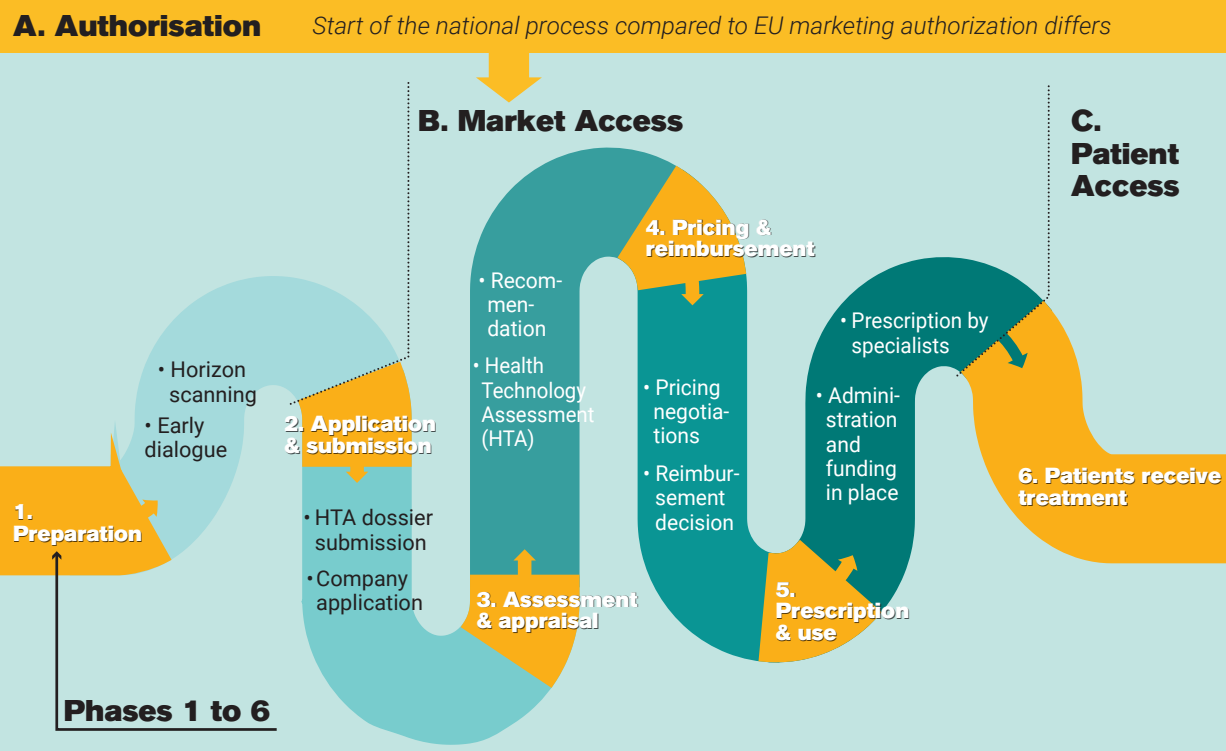 A. Authorisation
Start of the national process compared to EU marketing authorization differs
B. Market Access
C.
Patient
Access
1.
Preparation
• Horizon
scanning
• Early
dialogue
2. Application
& submission
• HTA dossier
submission
• Company
application
3. Assessment
& appraisal
• Recom-
men-
dation
• Health
Technology
Assessment
(HTA)
4. Pricing &
reimbursement
• Pricing
negotia-
tions
• Reimbur-
sement
decision
5.
Prescription
& use
• Prescription by
specialists
• Admini-
stration
and
funding
in place
6. Patients receive
treatment
Phases 1 to 6